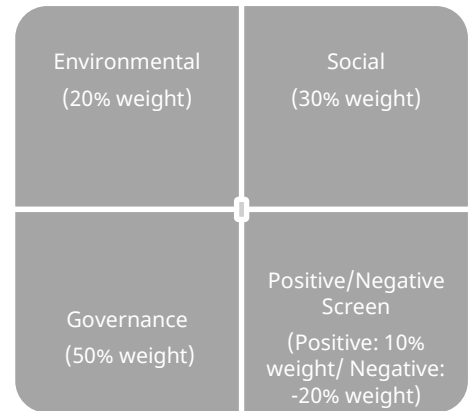 Environmental
(20% weight)
Social
(30% weight)
Governance
(50% weight)
Positive/Negative
Screen
(Positive: 10%
weight/ Negative:
-20% weight)